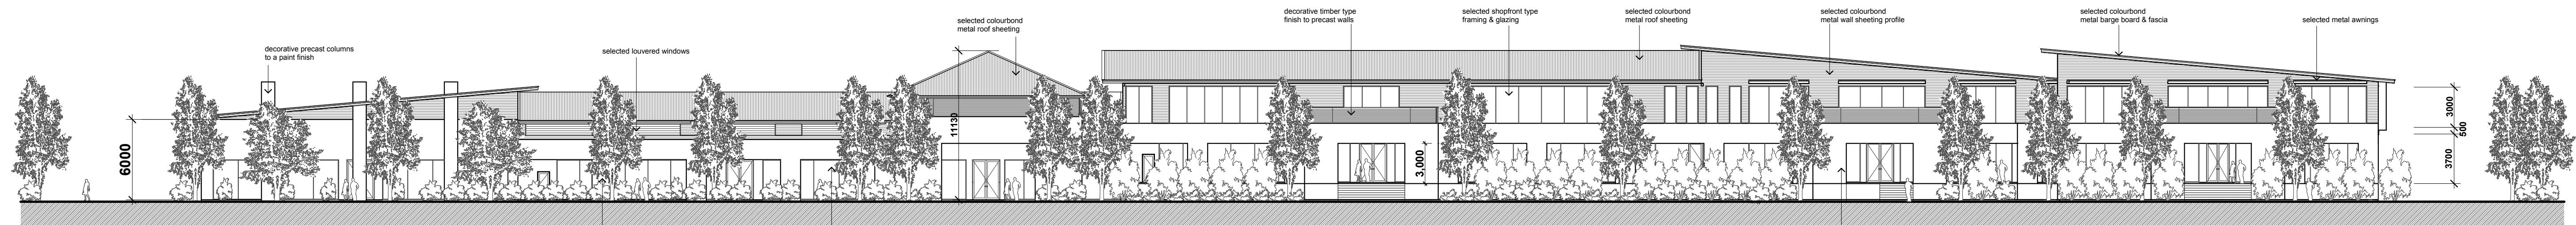 decorative precast columns
to a paint finish
selected louvered windows
selected colourbond
metal roof sheeting
decorative timber type
finish to precast walls
selected shopfront type
framing & glazing
selected colourbond
metal roof sheeting
selected colourbond
metal wall sheeting profile
selected colourbond
metal barge board & fascia
selected metal awnings
6000
11130
3,000
3000
600
3700